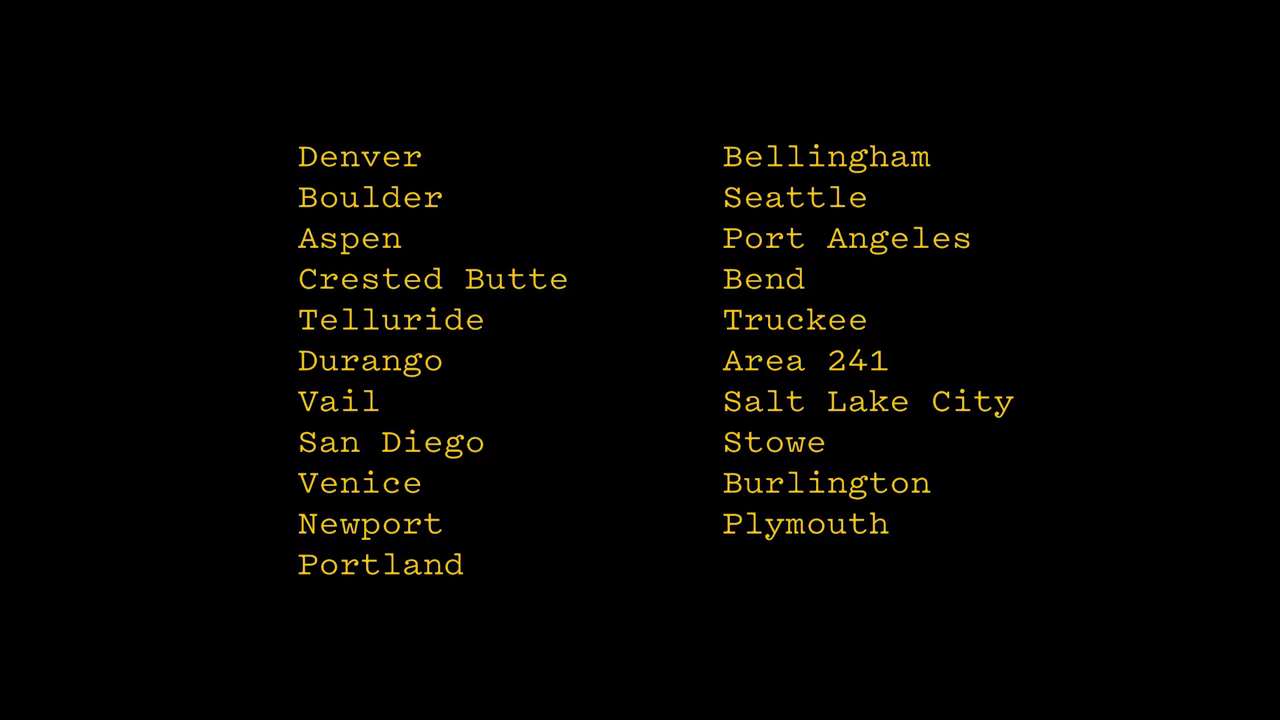 Denver
Boulder
Aspen
Crested Butte
Telluride
Durango
Vail
San Diego
Venice
Newport
Portland
Bellingham
Seattle
Port Angeles
Bend
Truckee
Area 241
Salt Lake City
Stowe
Burlington
Plymouth